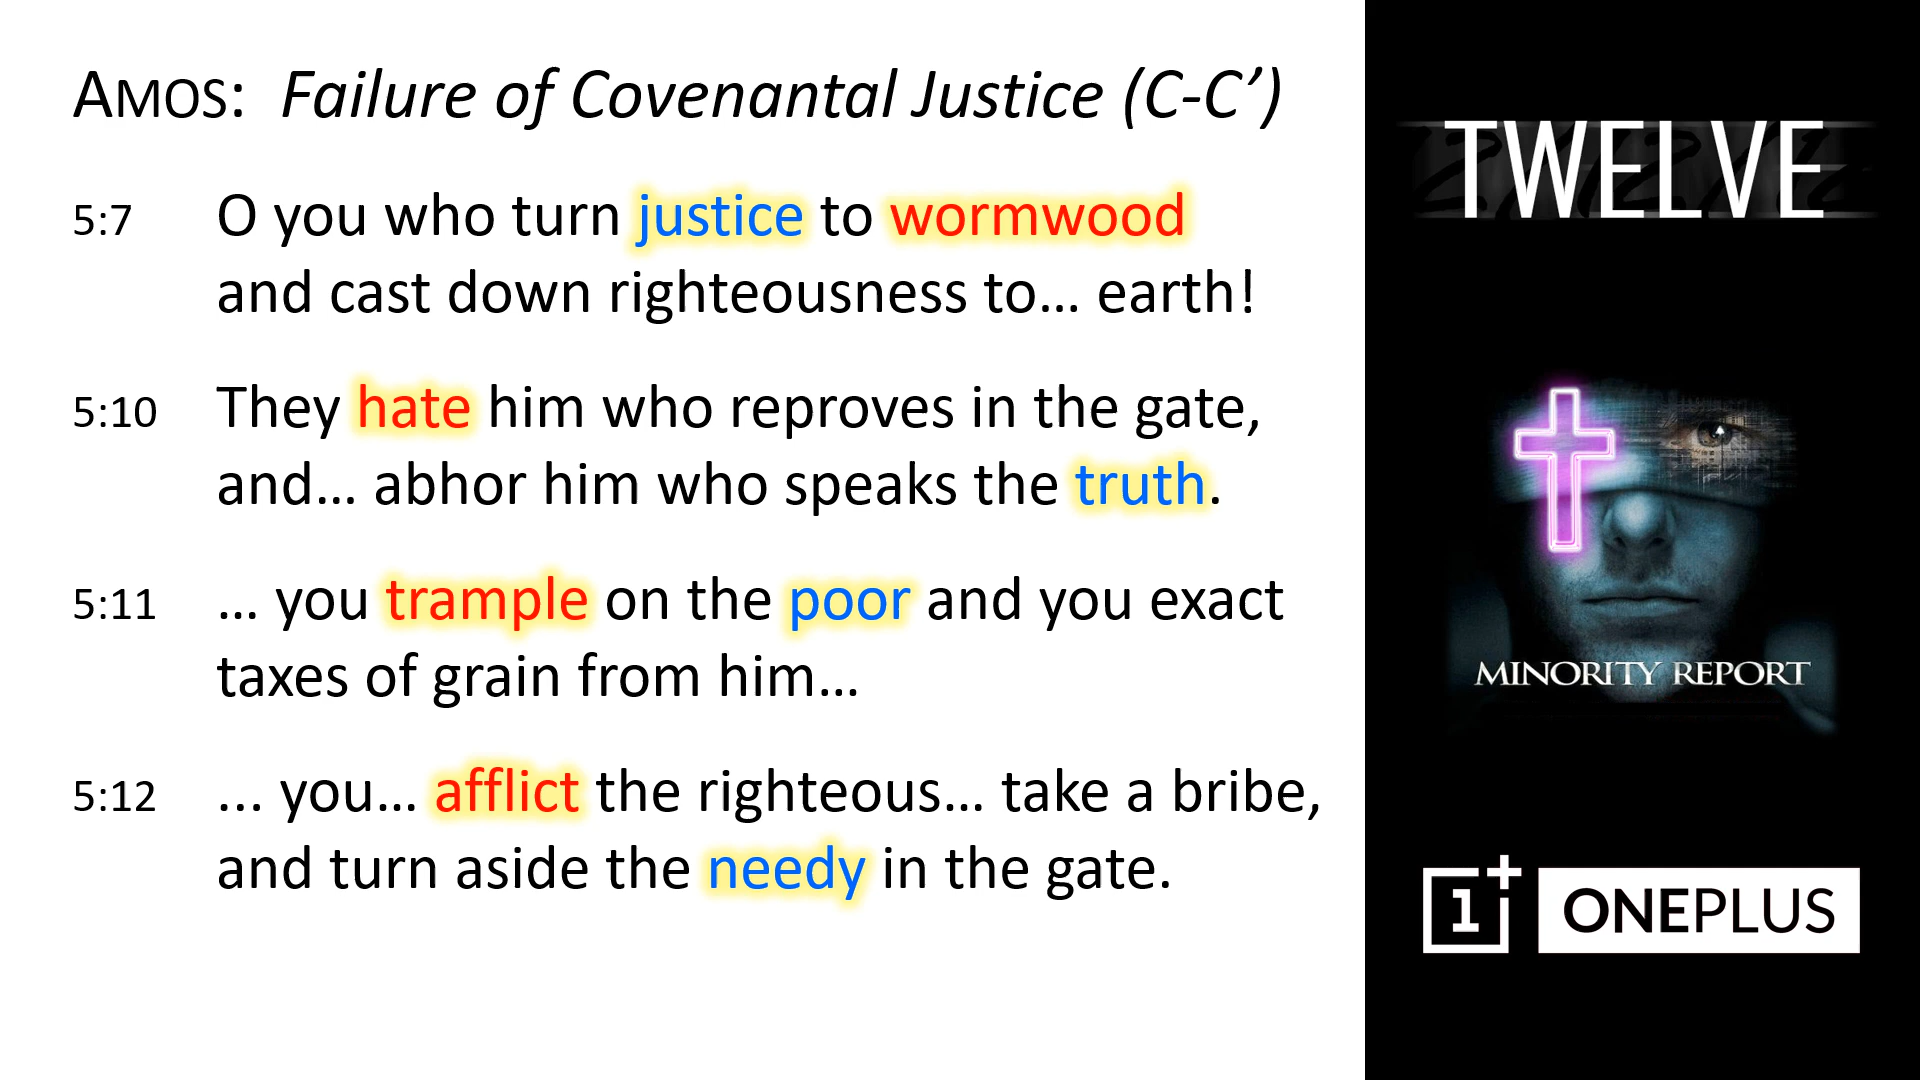 AMOS: Failure of Covenantal Justice (C-C’)
5:7 O you who turn justice to wormwood
and cast down righteousness to... earth!
5:10 They hate him who reproves in the gate,
and... abhor him who speaks the truth.
5:11 ... you trample on the poor and you exact
taxes of grain from him...
5:12 ... you... afflict the righteous... take a bribe,
and turn aside the needy in the gate.
TWELVE
MINORITY REPORT
1+ ONEPLUS